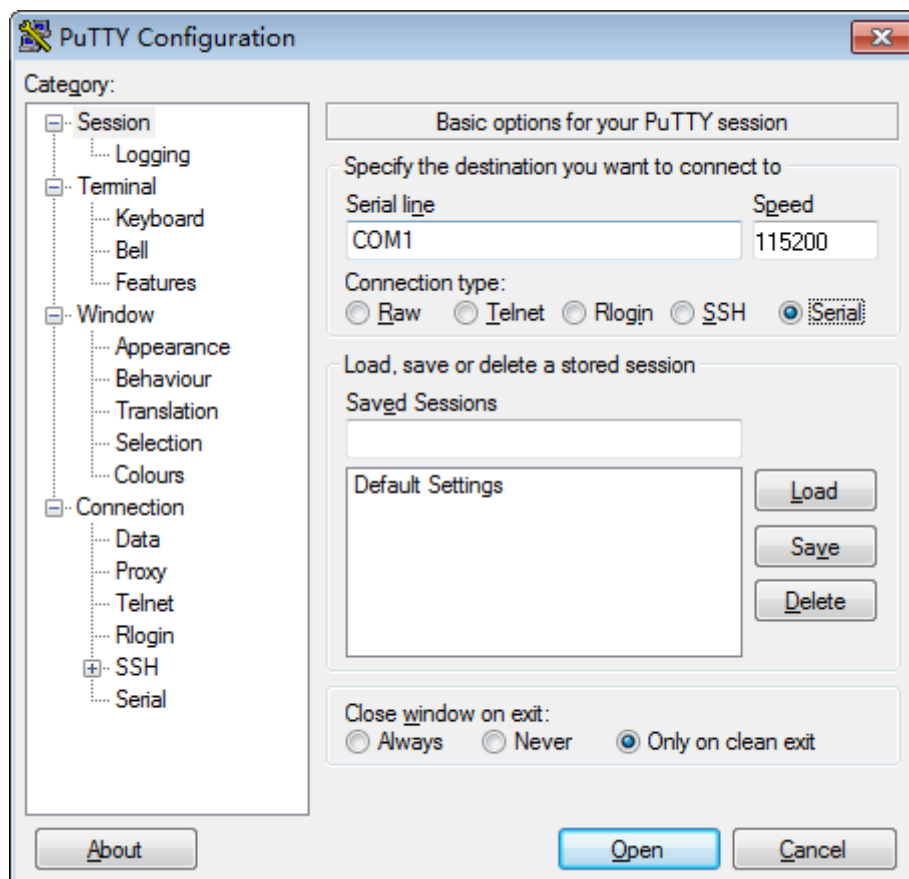 PuTTY Configuration
Category:
Session
Logging
Terminal
Keyboard
Bell
Features
Window
Appearance
Behaviour
Translation
Selection
Colours
Connection
Data
Proxy
Telnet
Rlogin
SSH
Serial
Basic options for your PuTTY session
Specify the destination you want to connect to
Serial line Speed
COM1 115200
Connection type:
Raw Telnet Rlogin SSH Serial
Load, save or delete a stored session
Saved Sessions
Default Settings
Load
Save
Delete
Close window on exit:
Always Never Only on clean exit
About Open Cancel